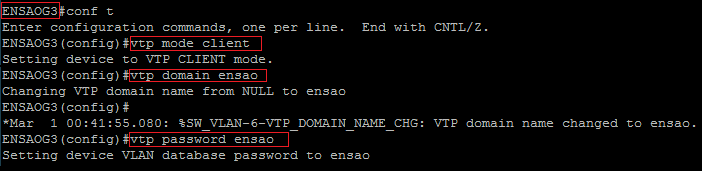 ENSAOG3#conf t
Enter configuration commands, one per line.  End with CNTL/Z.
ENSAOG3(config)#vtp mode client
Setting device to VTP CLIENT mode.
ENSAOG3(config)#vtp domain ensao
Changing VTP domain name from NULL to ensao
ENSAOG3(config)#
*Mar  1 00:41:55.080: %SW_VLAN-6-VTP_DOMAIN_NAME_CHG: VTP domain name changed to ensao.
ENSAOG3(config)#vtp password ensao
Setting device VLAN database password to ensao